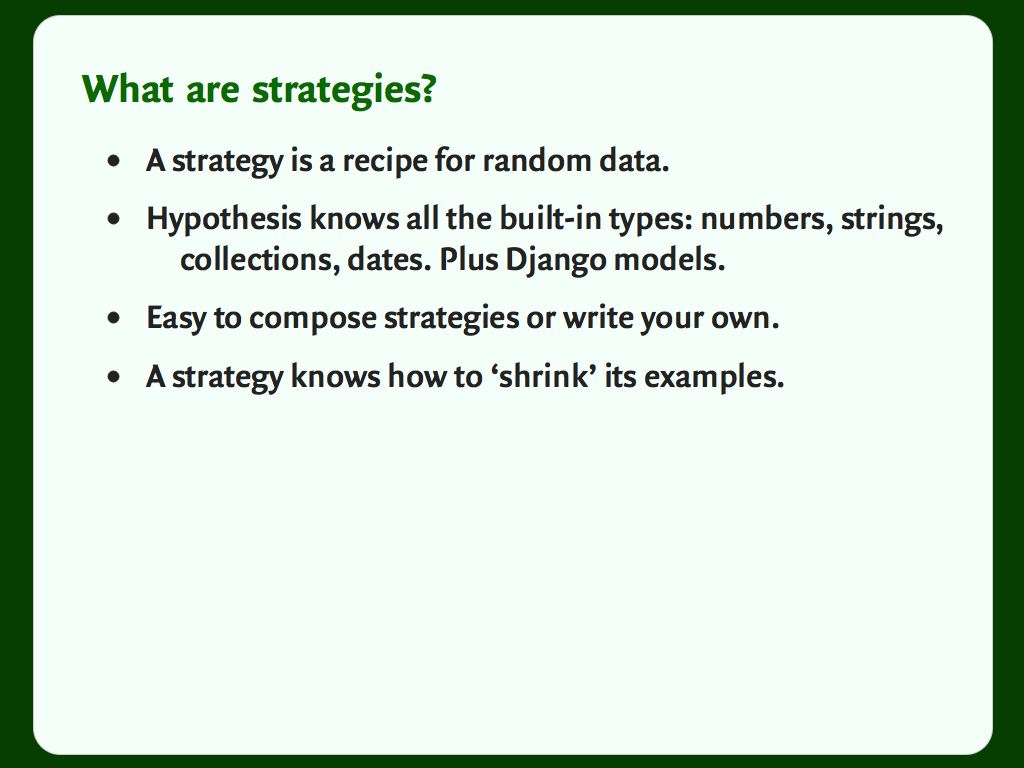 What are strategies?
• A strategy is a recipe for random data.
• Hypothesis knows all the built-in types: numbers, strings,
collections, dates. Plus Django models.
• Easy to compose strategies or write your own.
• A strategy knows how to ‘shrink’ its examples.